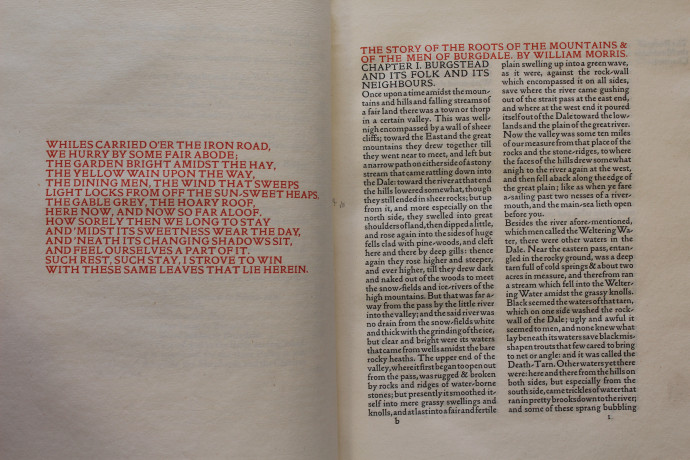 WHILES CARRIED O'ER THE IRON ROAD,
WE HURRY BY SOME FAIR ABODE;
THE GARDEN BRIGHT AMIDST THE HAY,
THE YELLOW WAIN UPON THE WAY,
THE DINING MEN, THE WIND THAT SWEEPS
LIGHT LOCKS FROM OFF THE SUN-SWEET HEAPS,
THE GABLE GREY, THE HOARY ROOF,
HERE NOW, AND NOW SO FAR ALOOF.
HOW SORELY THEN WE LONG TO STAY
AND 'MIDST ITS SWEETNESS WEAR THE DAY,
AND 'NEATH ITS CHANGING SHADOWS SIT,
AND FEEL OURSELVES A PART OF IT.
SUCH REST, SUCH STAY, I STROVE TO WIN
WITH THESE SAME LEAVES THAT LIE HEREIN.
THE STORY OF THE ROOTS OF THE MOUNTAINS &
OF THE MEN OF BURGDALE. BY WILLIAM MORRIS.
CHAPTER I. BURGSTEAD
AND ITS FOLK AND ITS
NEIGHBOURS.
Once upon a time amidst the moun-
tains and hills and falling streams of
a fair land there was a town or thorp
in a certain valley. This was well-
nigh encompassed by a wall of sheer
cliffs; toward the East and the great
mountains they drew together till
they went near to meet, and left but
a narrow path on either side of a stony
stream that came rattling down into
the Dale: toward the river at that end
the hills lowered somewhat, though
they still ended in sheer rocks; but up
from it, and more especially on the
north side, they swelled into great
shoulders of land, then dipped a little,
and rose again into the sides of huge
fells clad with pine-woods, and cleft
here and there by deep gills: thence
again they rose higher and steeper,
and ever higher, till they drew dark
and naked out of the woods to meet
the snow-fields and ice-rivers of the
high mountains. But that was far a-
way from the pass by the little river
into the valley; and the said river was
no drain from the snow-fields white
and thick with the grinding of the ice,
but clear and bright were its waters
that came from wells amidst the bare
rocky heaths. The upper end of the
valley, where it first began to open out
from the pass, was rugged & broken
by rocks and ridges of water-borne
stones; but presently it smoothed it-
self into mere grassy swellings and
knolls, and at last into a fair and fertile
plain swelling up into a green wave,
as it were, against the rock-wall
which encompassed it on all sides,
save where the river came gushing
out of the strait pass at the east end,
and where at the west end it poured
itself out of the Dale toward the low-
lands and the plain of the great river.
Now the valley was some ten miles
of our measure from that place of the
rocks and the stone-ridges, to where
the faces of the hills drew somewhat
anigh to the river again at the west,
and then fell aback along the edge of
the great plain; like as when ye fare
a-sailing past two nesses of a river-
mouth, and the main-sea lieth open
before you.
Besides the river afore-mentioned,
which men called the Weltering Wa-
ter, there were other waters in the
Dale. Near the eastern pass, entang-
led in the rocky ground, was a deep
tarn full of cold springs & about two
acres in measure, and therefrom ran
a stream which fell into the Welter-
ing Water amidst the grassy knolls.
Black seemed the waters of that tarn,
which on one side washed the rock-
wall of the Dale; ugly and awful it
seemed to men, and none knew what
lay beneath its waters save black mis-
shapen trouts that few cared to bring
to net or angle: and it was called the
Death-Tarn. Other waters yet there
were: here and there from the hills on
both sides, but especially from the
south side, came trickles of water that
ran in pretty brooks down to the river;
and some of these sprang bubbling
b
1.